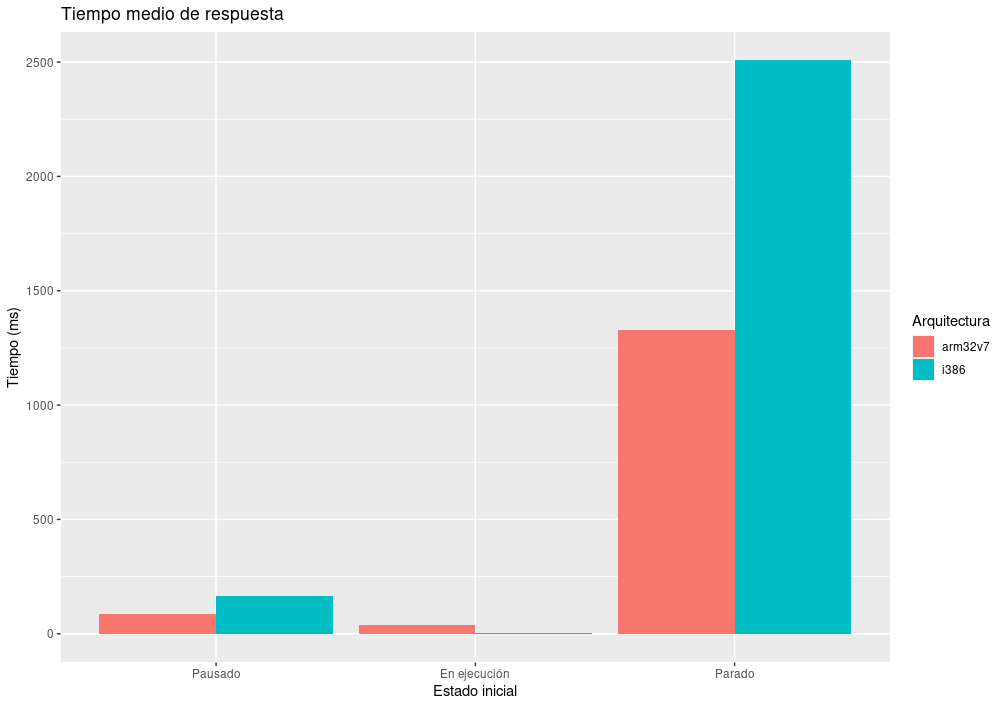 Tiempo medio de respuesta
Tiempo (ms)
2500
2000
1500
1000
500
0
Pausado
En ejecución
Parado
Estado inicial
Arquitectura
arm32v7
i386